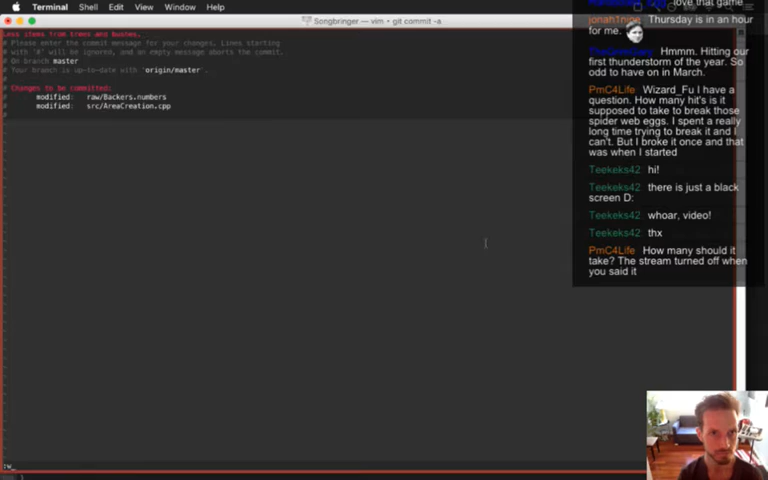 Terminal Shell Edit View Window Help
Songbringer — vim • git commit -a
Less items from trees and bushes.
# Please enter the commit message for your changes. Lines starting
# with '#' will be ignored, and an empty message aborts the commit.
# On branch master
# Your branch is up-to-date with 'origin/master'.
#
# Changes to be committed:
# modified: raw/Backers.numbers
# modified: src/AreaCreation.cpp
#
:w
love that game
jonah1nine Thursday is in an hour
for me.
Hmmm. Hitting our
first thunderstorm of the year. So
odd to have on in March.
PmC4Life Wizard_Fu I have a
question. How many hit's is it
supposed to take to break those
spider web eggs. I spent a really
long time trying to break it and I
can't. But I broke it once and that
was when I started
Teekeks42 hi!
Teekeks42 there is just a black
screen D:
Teekeks42 whoar, video!
Teekeks42 thx
PmC4Life How many should it
take? The stream turned off when
you said it